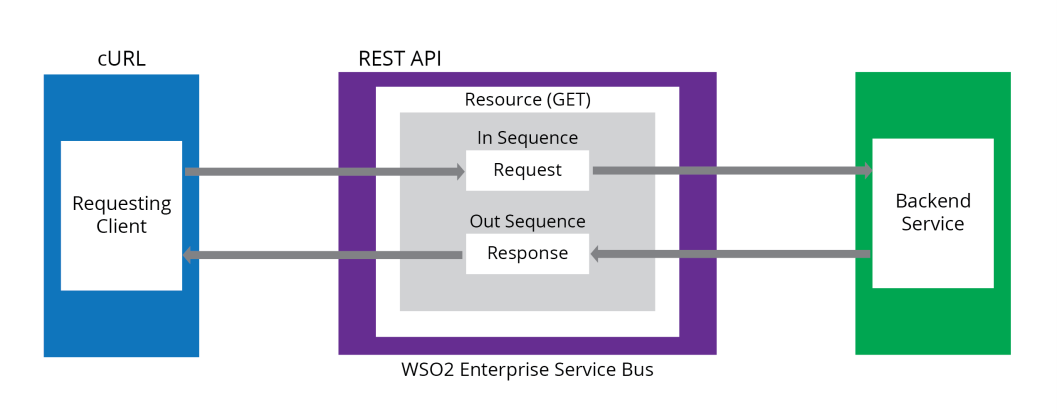 cURL
REST API
Resource (GET)
In Sequence
Request
Requesting
Client
Out Sequence
Response
Backend
Service
WSO2 Enterprise Service Bus